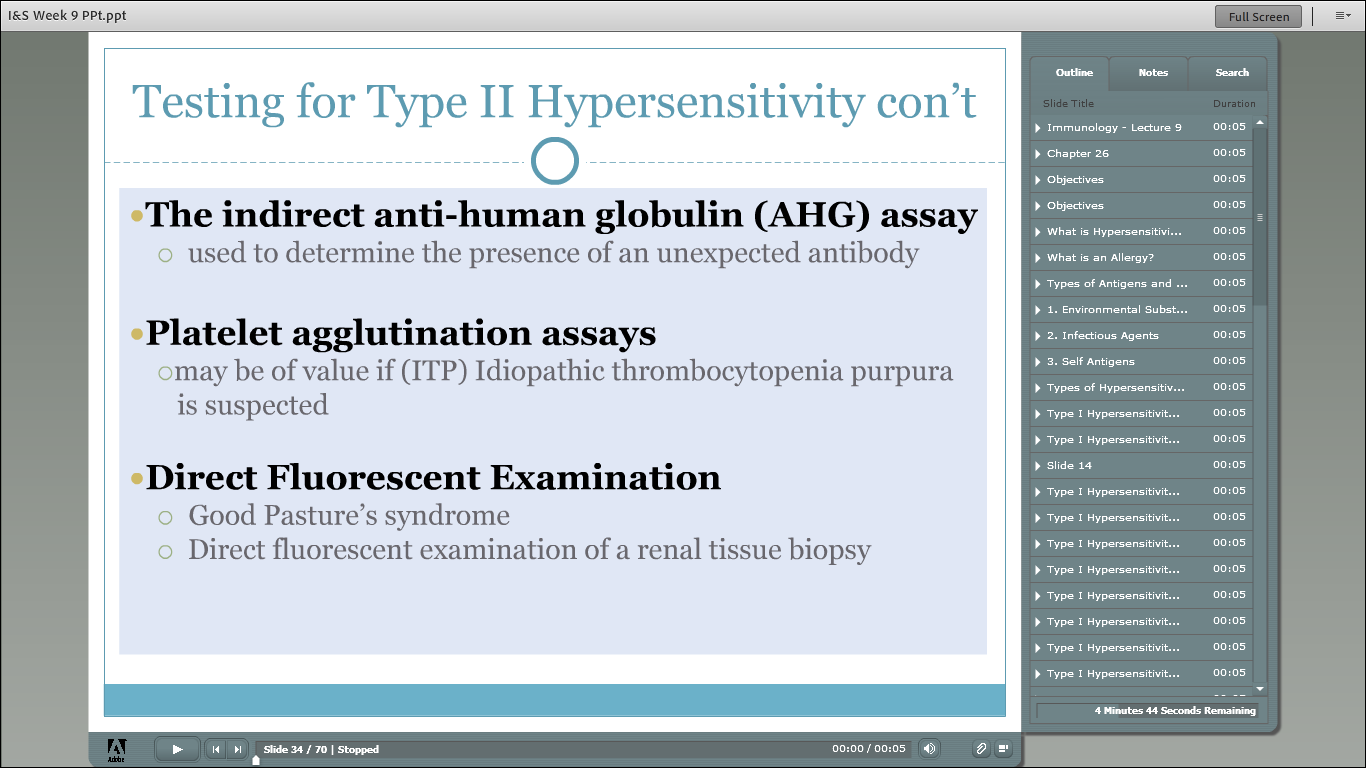 I&S Week 9 PPt.ppt
Full Screen
Testing for Type II Hypersensitivity con’t
•The indirect anti-human globulin (AHG) assay
○ used to determine the presence of an unexpected antibody
•Platelet agglutination assays
○may be of value if (ITP) Idiopathic thrombocytopenia purpura
is suspected
•Direct Fluorescent Examination
○ Good Pasture’s syndrome
○ Direct fluorescent examination of a renal tissue biopsy
Outline Notes Search
Slide Title Duration
Immunology - Lecture 9 00:05
Chapter 26 00:05
Objectives 00:05
Objectives 00:05
What is Hypersensitivi... 00:05
What is an Allergy? 00:05
Types of Antigens and ... 00:05
1. Environmental Subst... 00:05
2. Infectious Agents 00:05
3. Self Antigens 00:05
Types of Hypersensitiv... 00:05
Type I Hypersensitivit... 00:05
Type I Hypersensitivit... 00:05
Slide 14 00:05
Type I Hypersensitivit... 00:05
Type I Hypersensitivit... 00:05
Type I Hypersensitivit... 00:05
Type I Hypersensitivit... 00:05
Type I Hypersensitivit... 00:05
Type I Hypersensitivit... 00:05
Type I Hypersensitivit... 00:05
Type I Hypersensitivit... 00:05
4 Minutes 44 Seconds Remaining
Adobe
Slide 34 / 70 | Stopped
00:00 / 00:05